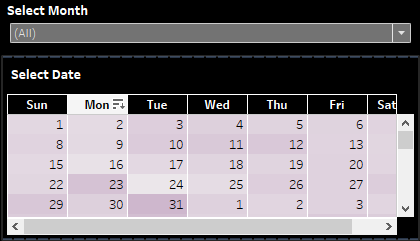 Select Month
(All)
Select Date
Sun Mon Tue Wed Thu Fri Sat
1 2 3 4 5 6
8 9 10 11 12 13
15 16 17 18 19 20
22 23 24 25 26 27
29 30 31 1 2 3